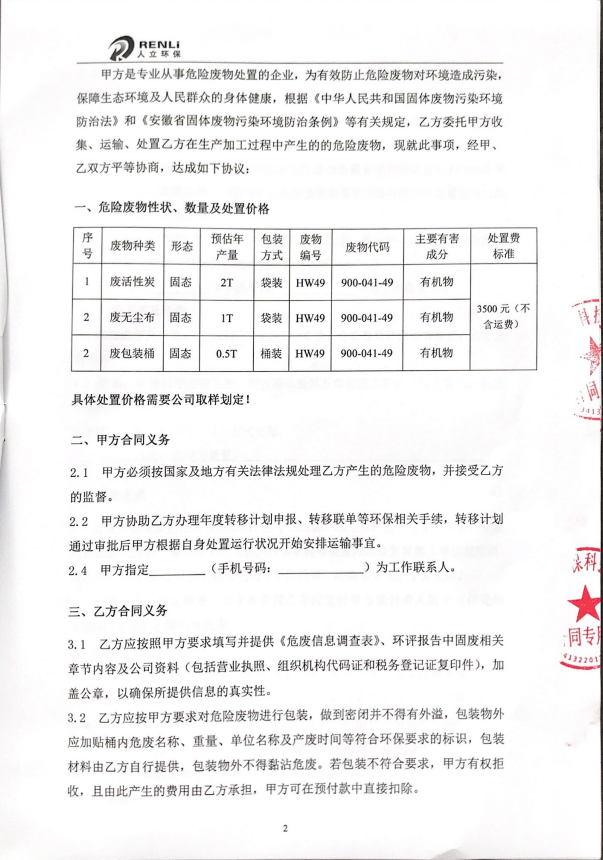 RENLi
人立环保
甲方是专业从事危险废物处置的企业，为有效防止危险废物对环境造成污染，
保障生态环境及人民群众的身体健康，根据《中华人民共和国固体废物污染环境
防治法》和《安徽省固体废物污染环境防治条例》等有关规定，乙方委托甲方收
集、运输、处置乙方在生产加工过程中产生的的危险废物，现就此事项，经甲、
乙双方平等协商，达成如下协议：
一、危险废物性状、数量及处置价格
序号 废物种类 形态 预估年产量 包装方式 废物编号 废物代码 主要有害成分 处置费标准
1 废活性炭 固态 2T 袋装 HW49 900-041-49 有机物
2 废无尘布 固态 1T 袋装 HW49 900-041-49 有机物 3500 元（不含运费）
2 废包装桶 固态 0.5T 桶装 HW49 900-041-49 有机物
具体处置价格需要公司取样划定！
二、甲方合同义务
2.1 甲方必须按国家及地方有关法律法规处理乙方产生的危险废物，并接受乙方
的监督。
2.2 甲方协助乙方办理年度转移计划申报、转移联单等环保相关手续，转移计划
通过审批后甲方根据自身处置运行状况开始安排运输事宜。
2.4 甲方指定________（手机号码：____________）为工作联系人。
三、乙方合同义务
3.1 乙方应按照甲方要求填写并提供《危废信息调查表》、环评报告中固废相关
章节内容及公司资料（包括营业执照、组织机构代码证和税务登记证复印件），加
盖公章，以确保所提供信息的真实性。
3.2 乙方应按甲方要求对危险废物进行包装，做到密闭并不得有外溢，包装物外
应加贴桶内危废名称、重量、单位名称及产废时间等符合环保要求的标识，包装
材料由乙方自行提供，包装物外不得黏沾危废。若包装不符合要求，甲方有权拒
收，且由此产生的费用由乙方承担，甲方可在预付款中直接扣除。
2